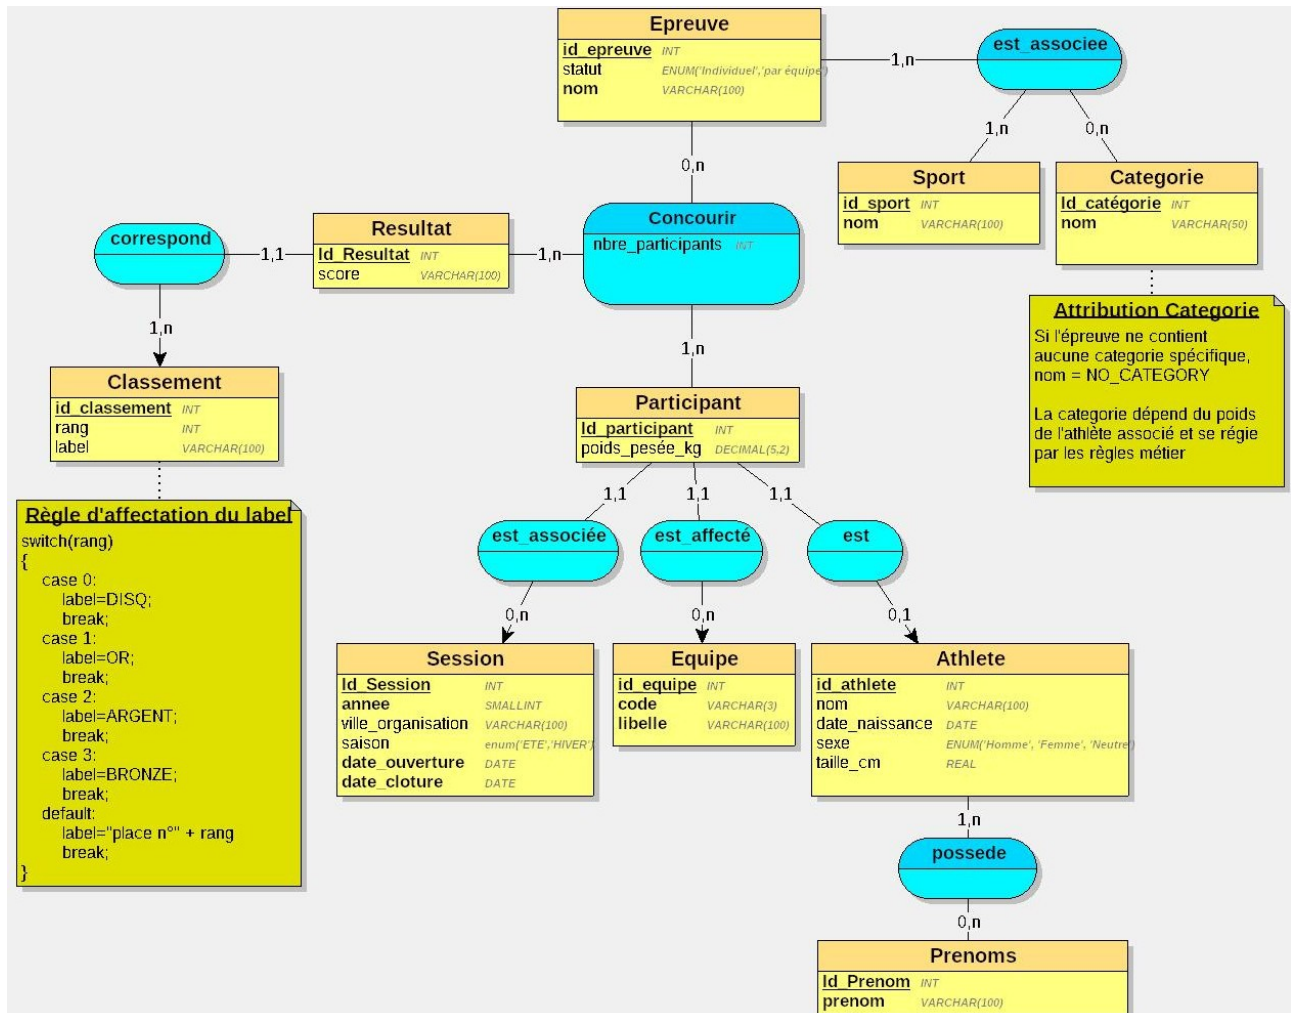 Epreuve
id_epreuve INT
statut ENUM('Individuel','par équipe')
nom VARCHAR(100)
1,n
est_associee
0,n
1,n
0,n
Sport
id_sport INT
nom VARCHAR(100)
Categorie
Id_catégorie INT
nom VARCHAR(50)
Attribution Categorie
Si l'épreuve ne contient
aucune categorie spécifique,
nom = NO_CATEGORY
La categorie dépend du poids
de l'athlète associé et se régie
par les règles métier
correspond
1,1
Resultat
Id_Resultat INT
score VARCHAR(100)
1,n
Concourir
nbre_participants INT
1,n
1,n
Classement
id_classement INT
rang INT
label VARCHAR(100)
Règle d'affectation du label
switch(rang)
{
case 0:
label=DISQ;
break;
case 1:
label=OR;
break;
case 2:
label=ARGENT;
break;
case 3:
label=BRONZE;
break;
default:
label="place n°" + rang
break;
}
Participant
Id_participant INT
poids_pesée_kg DECIMAL(5,2)
1,1
1,1
1,1
est_associée
est_affecté
est
0,n
0,n
0,1
Session
Id_Session INT
annee SMALLINT
ville_organisation VARCHAR(100)
saison enum('ETE','HIVER')
date_ouverture DATE
date_cloture DATE
Equipe
id_equipe INT
code VARCHAR(3)
libelle VARCHAR(100)
Athlete
id_athlete INT
nom VARCHAR(100)
date_naissance DATE
sexe ENUM('Homme', 'Femme', 'Neutre')
taille_cm REAL
1,n
possede
0,n
Prenoms
Id_Prenom INT
prenom VARCHAR(100)